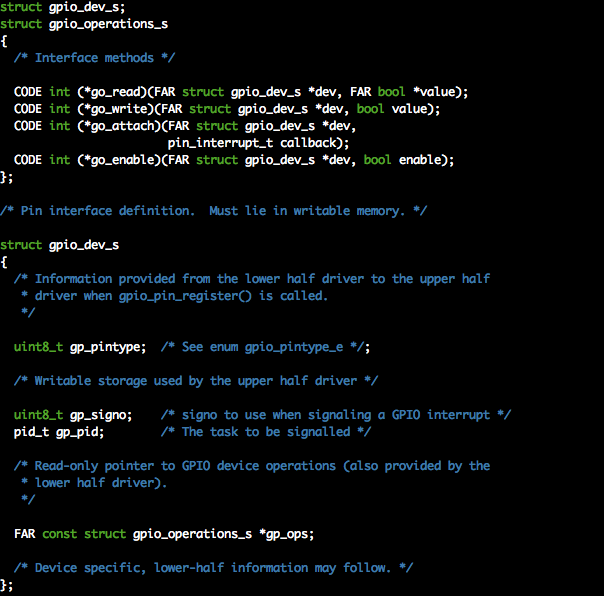 struct gpio_dev_s;
struct gpio_operations_s
{
  /* Interface methods */

  CODE int (*go_read)(FAR struct gpio_dev_s *dev, FAR bool *value);
  CODE int (*go_write)(FAR struct gpio_dev_s *dev, bool value);
  CODE int (*go_attach)(FAR struct gpio_dev_s *dev,
                        pin_interrupt_t callback);
  CODE int (*go_enable)(FAR struct gpio_dev_s *dev, bool enable);
};

/* Pin interface definition.  Must lie in writable memory. */

struct gpio_dev_s
{
  /* Information provided from the lower half driver to the upper half
   * driver when gpio_pin_register() is called.
   */

  uint8_t gp_pintype;  /* See enum gpio_pintype_e */;

  /* Writable storage used by the upper half driver */

  uint8_t gp_signo;    /* signo to use when signaling a GPIO interrupt */
  pid_t gp_pid;        /* The task to be signalled */

  /* Read-only pointer to GPIO device operations (also provided by the
   * lower half driver).
   */

  FAR const struct gpio_operations_s *gp_ops;

  /* Device specific, lower-half information may follow. */
};